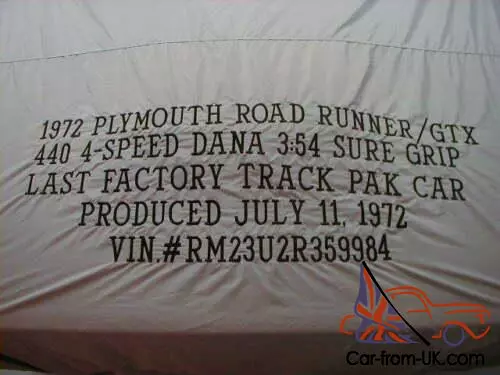 1972 PLYMOUTH ROAD RUNNER/GTX
440 4-SPEED DANA 3:54 SURE GRIP
LAST FACTORY TRACK PAK CAR
PRODUCED JULY 11, 1972
VIN.#RM23U2R359984
Car-from-UK.com